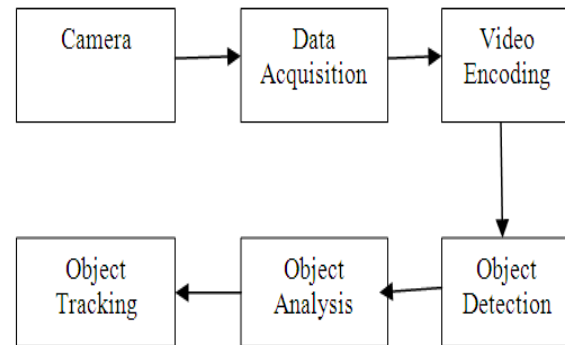 Camera
Data
Acquisition
Video
Encoding
Object
Tracking
Object
Analysis
Object
Detection